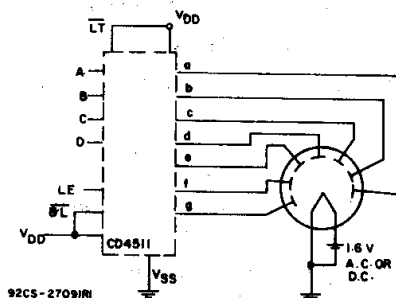 LT
VDD
A
B
C
D
LE
BL
VDD
a
b
c
d
e
f
g
CD4511
VSS
1.6 V
A.C. OR
D.C.
92CS-27091R1